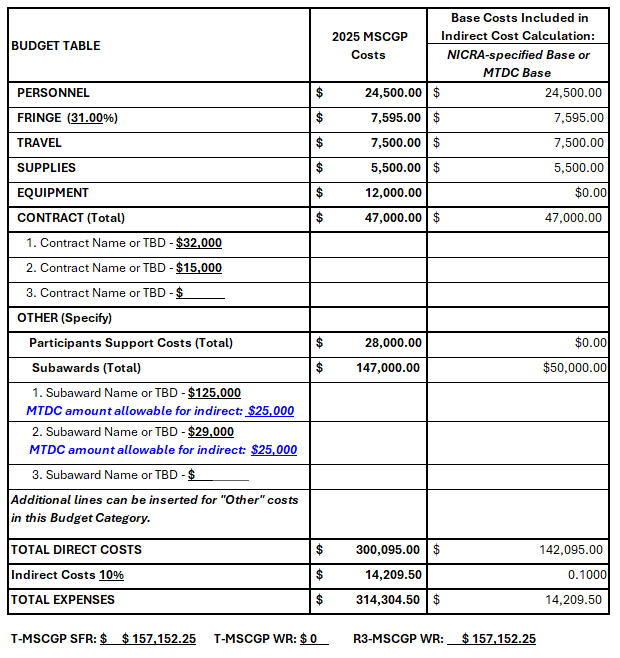 BUDGET TABLE
2025 MSCGP
Costs
Base Costs Included in
Indirect Cost Calculation:
NICRA-specified Base or
MTDC Base
PERSONNEL $ 24,500.00 $ 24,500.00
FRINGE (31.00%) $ 7,595.00 $ 7,595.00
TRAVEL $ 7,500.00 $ 7,500.00
SUPPLIES $ 5,500.00 $ 5,500.00
EQUIPMENT $ 12,000.00 $0.00
CONTRACT (Total) $ 47,000.00 $ 47,000.00
1. Contract Name or TBD - $32,000
2. Contract Name or TBD - $15,000
3. Contract Name or TBD - $______
OTHER (Specify)
Participants Support Costs (Total) $ 28,000.00 $0.00
Subawards (Total) $ 147,000.00 $50,000.00
1. Subaward Name or TBD - $125,000
MTDC amount allowable for indirect: $25,000
2. Subaward Name or TBD - $29,000
MTDC amount allowable for indirect: $25,000
3. Subaward Name or TBD - $________
Additional lines can be inserted for "Other" costs
in this Budget Category.
TOTAL DIRECT COSTS $ 300,095.00 $ 142,095.00
Indirect Costs 10% $ 14,209.50 0.1000
TOTAL EXPENSES $ 314,304.50 $ 14,209.50
T-MSCGP SFR: $ $ 157,152.25 T-MSCGP WR: $ 0 R3-MSCGP WR: $ 157,152.25